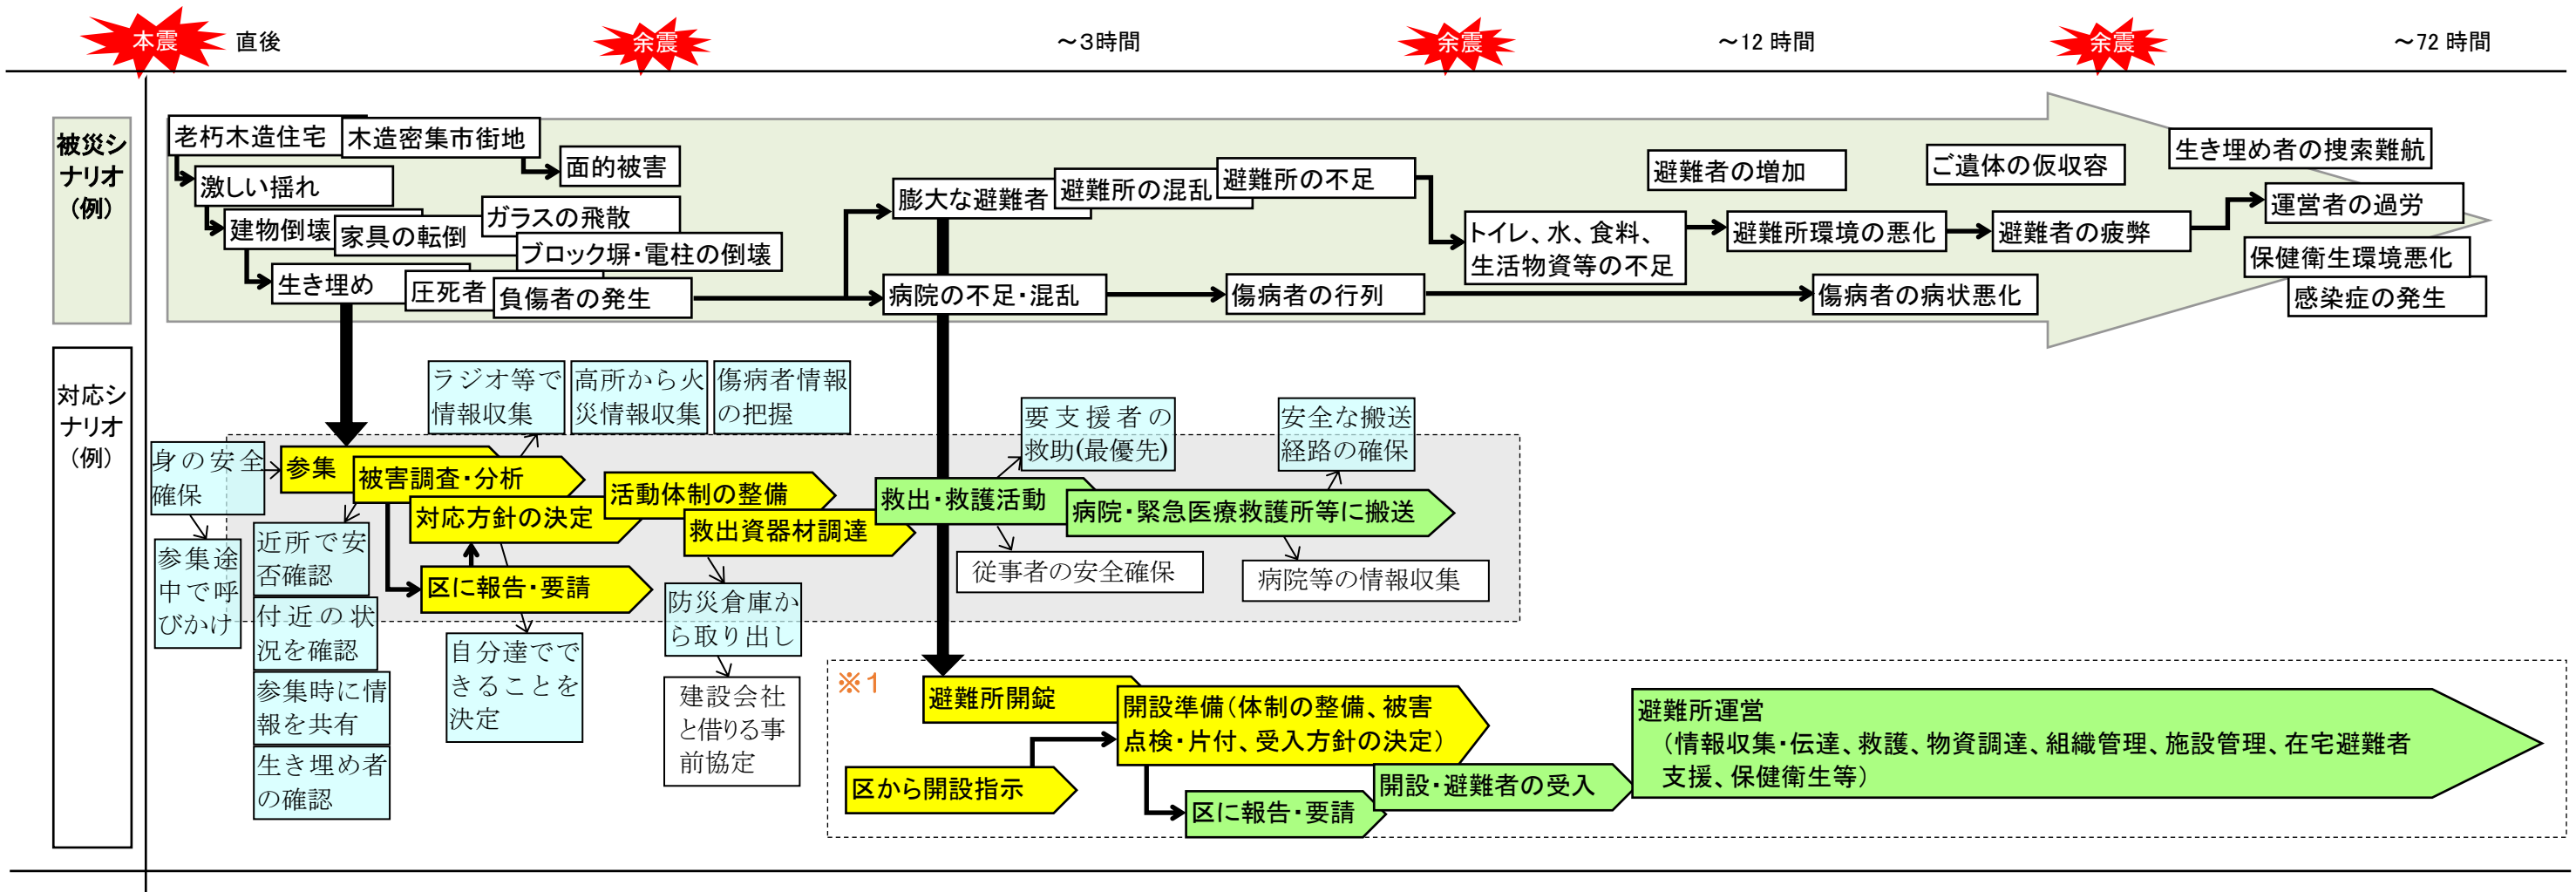 本震
直後
余震
～３時間
余震
～12 時間
余震
～72 時間
被災シ
ナリオ
（例）
老朽木造住宅
木造密集市街地
面的被害
激しい揺れ
建物倒壊
家具の転倒
ガラスの飛散
ブロック塀・電柱の倒壊
生き埋め
圧死者
負傷者の発生
膨大な避難者
避難所の混乱
避難所の不足
病院の不足・混乱
傷病者の行列
トイレ、水、食料、
生活物資等の不足
避難者の増加
避難所環境の悪化
傷病者の病状悪化
ご遺体の仮収容
避難者の疲弊
生き埋め者の捜索難航
運営者の過労
保健衛生環境悪化
感染症の発生
対応シ
ナリオ
（例）
身の安全
確保
参集途
中で呼
びかけ
参集
被害調査・分析
対応方針の決定
区に報告・要請
ラジオ等で
情報収集
高所から火
災情報収集
傷病者情報
の把握
近所で安
否確認
付近の状
況を確認
参集時に情
報を共有
生き埋め者
の確認
自分達でで
きることを
決定
活動体制の整備
救出資器材調達
防災倉庫か
ら取り出し
建設会社
と借りる事
前協定
救出・救護活動
病院・緊急医療救護所等に搬送
要支援者の
救助(最優先)
安全な搬送
経路の確保
従事者の安全確保
病院等の情報収集
※１
避難所開錠
区から開設指示
開設準備（体制の整備、被害
点検・片付、受入方針の決定）
区に報告・要請
開設・避難者の受入
避難所運営
（情報収集・伝達、救護、物資調達、組織管理、施設管理、在宅避難者
支援、保健衛生等）